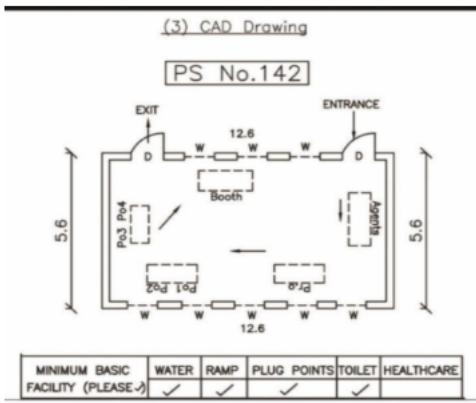 (3) CAD Drawing
PS No.142
EXIT
ENTRANCE
12.6
W W W
D D
Booth
5.6
Po3 Po4
Agents
5.6
Po2 Po1
Pr.o
W W W W
12.6
MINIMUM BASIC FACILITY (PLEASE✓) WATER RAMP PLUG POINTS TOILET HEALTHCARE
✓ ✓ ✓ ✓